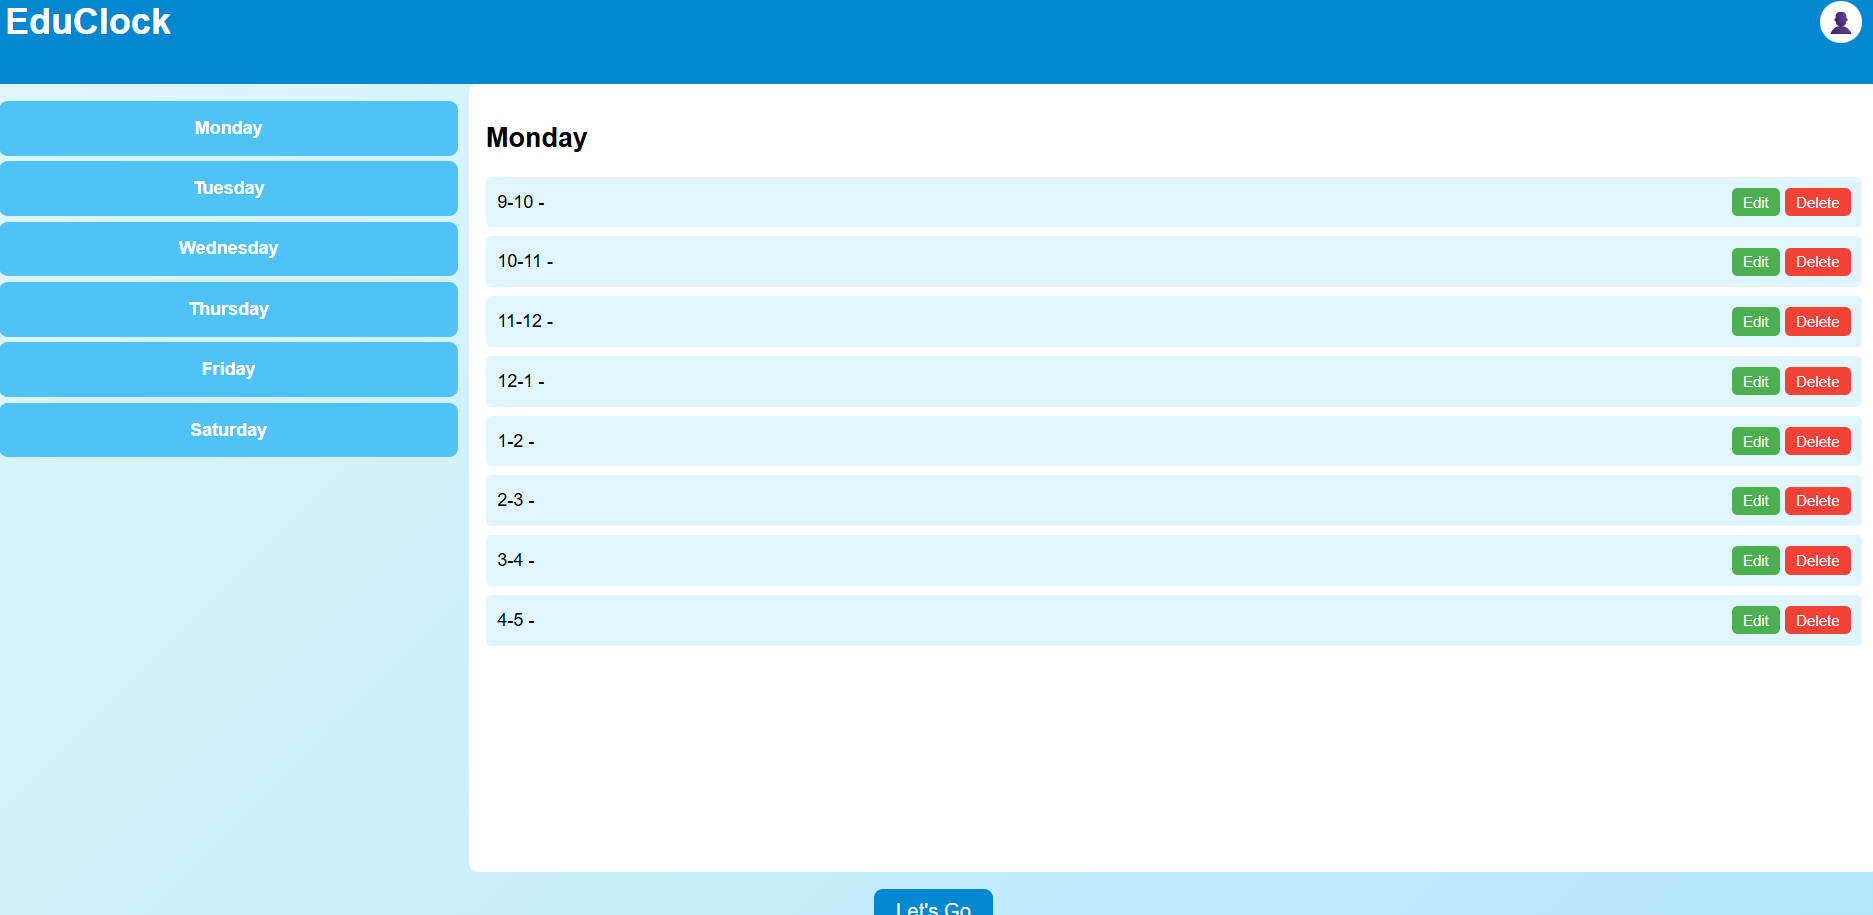 EduClock
Monday
Tuesday
Wednesday
Thursday
Friday
Saturday
Monday
9-10 - Edit Delete
10-11 - Edit Delete
11-12 - Edit Delete
12-1 - Edit Delete
1-2 - Edit Delete
2-3 - Edit Delete
3-4 - Edit Delete
4-5 - Edit Delete
Let's Go